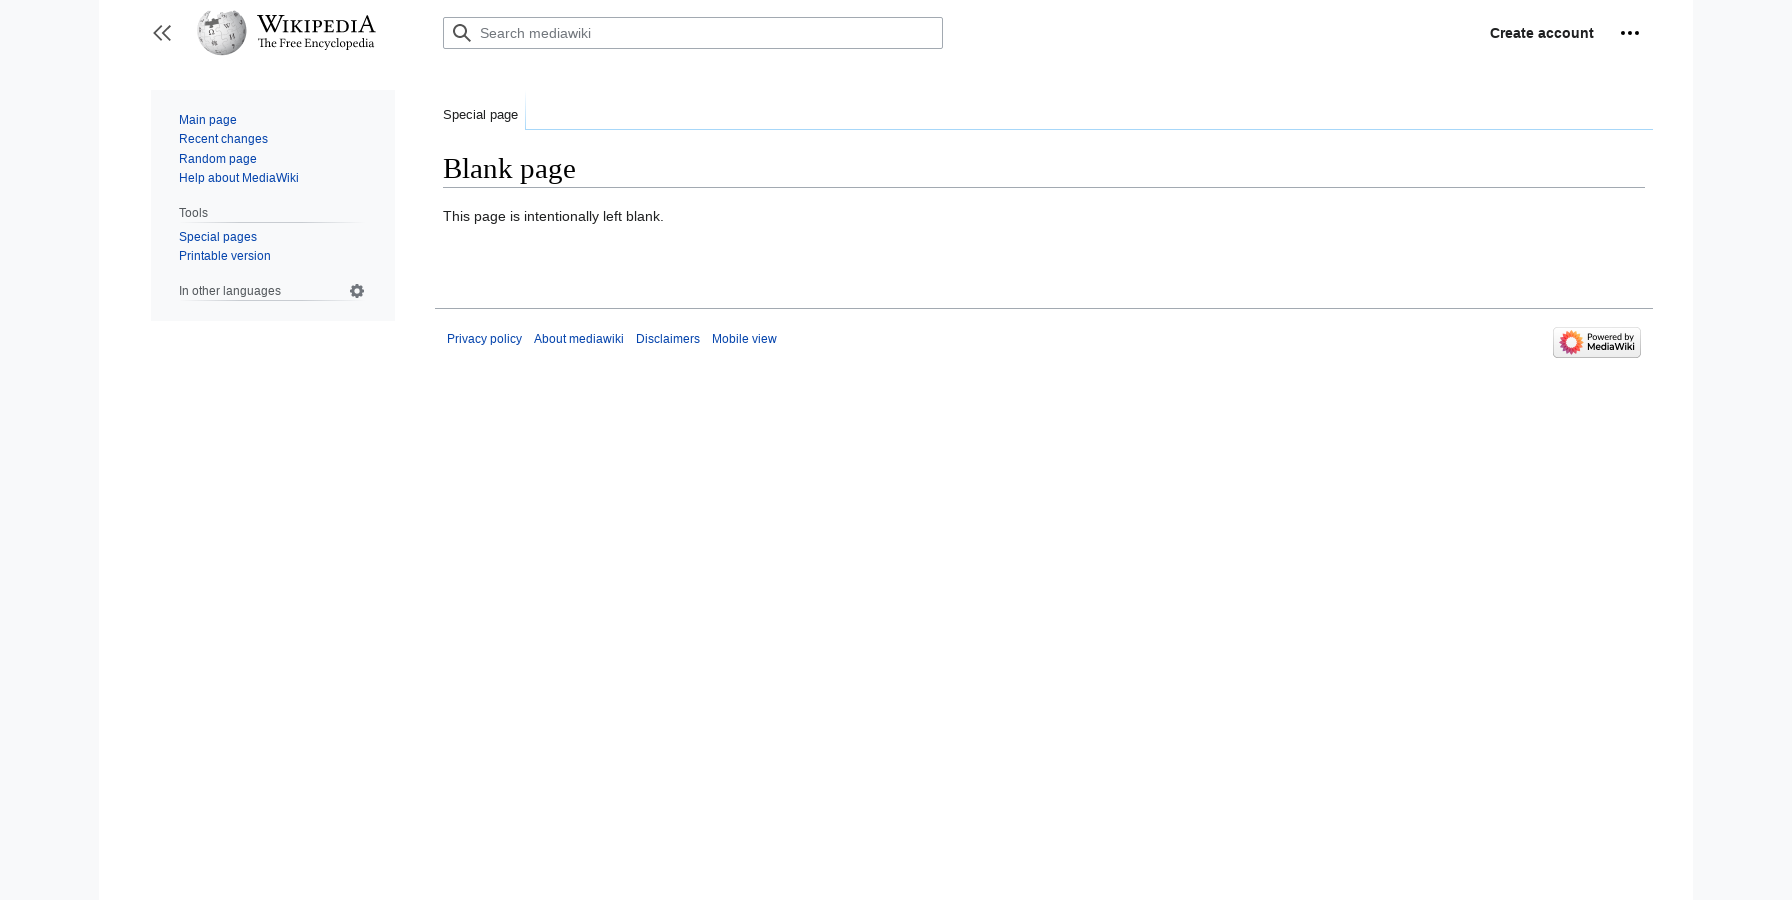 WIKIPEDIA
The Free Encyclopedia
Search mediawiki
Create account
Main page
Recent changes
Random page
Help about MediaWiki
Tools
Special pages
Printable version
In other languages
Special page
Blank page
This page is intentionally left blank.
Privacy policy About mediawiki Disclaimers Mobile view
Powered by
MediaWiki